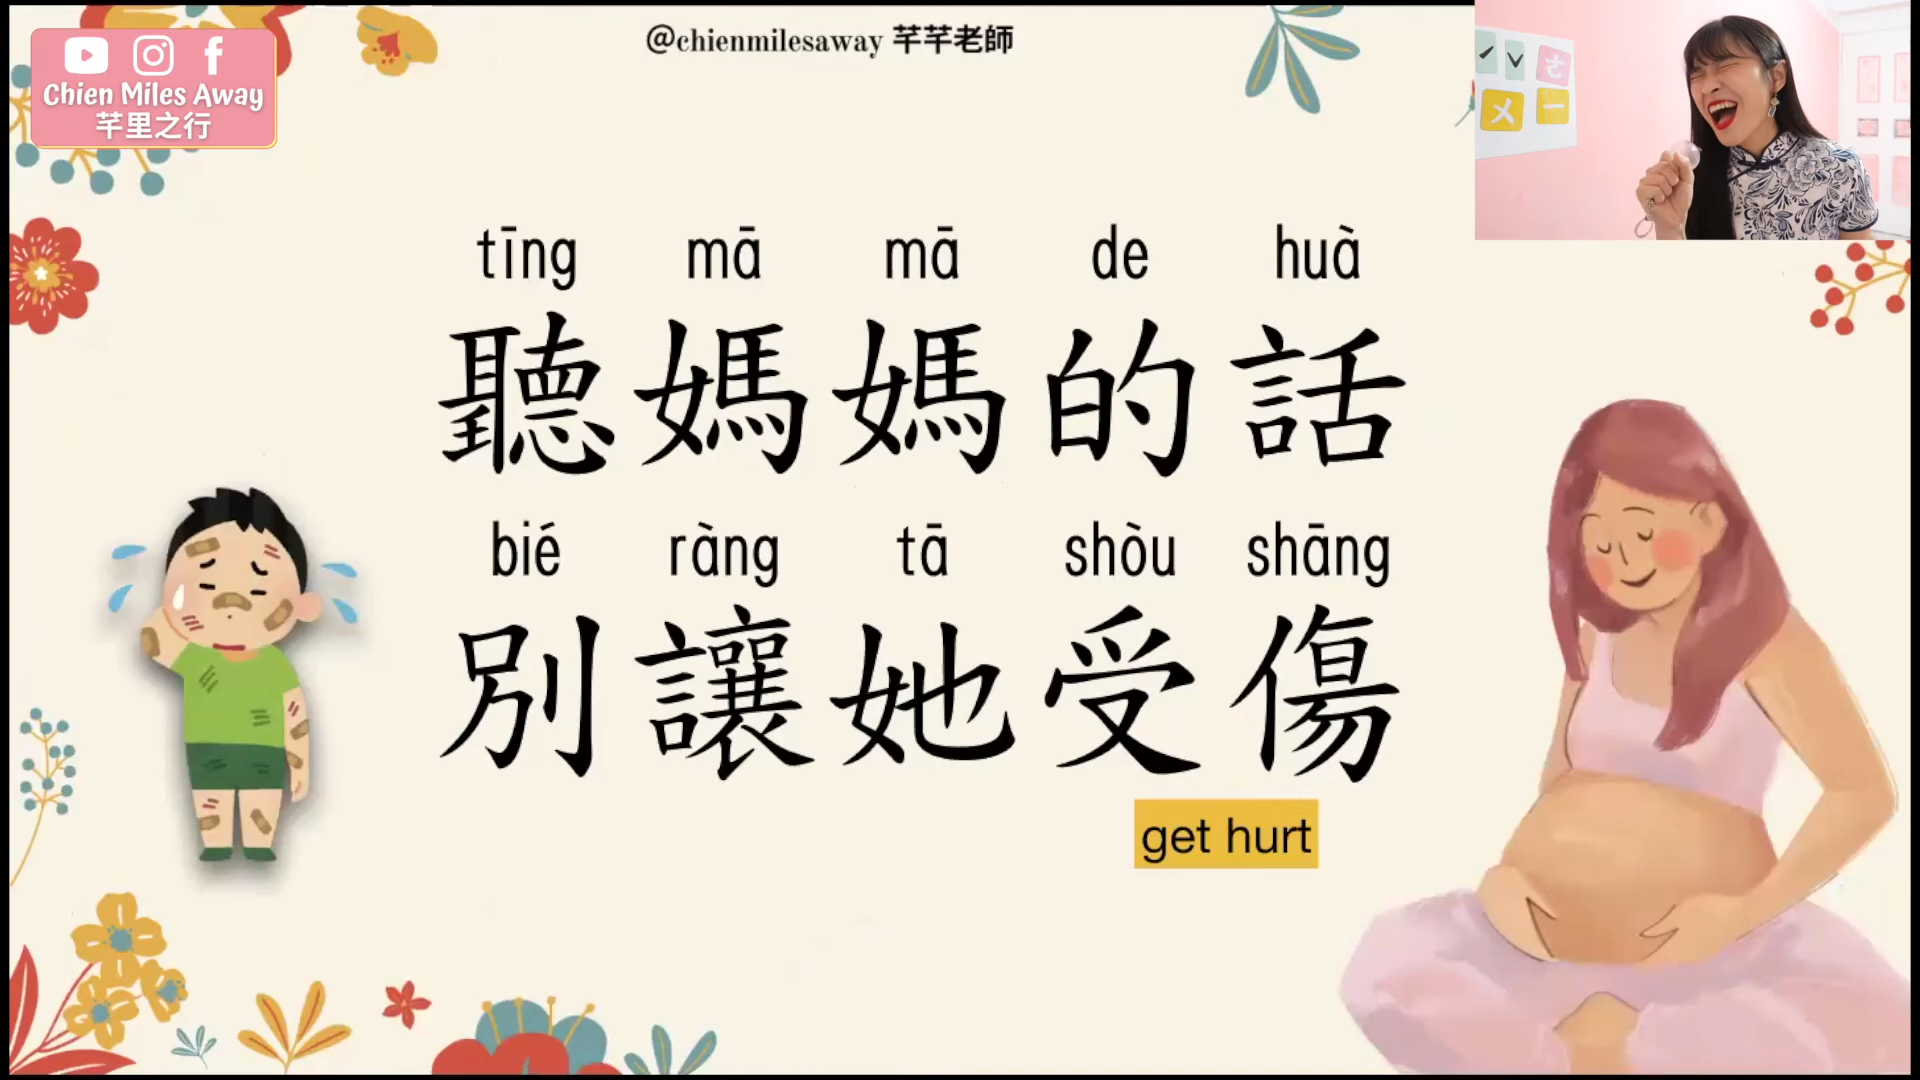 @chienmilesaway 芊芊老師
Chien Miles Away
芊里之行
tīng mā mā de huà
聽媽媽的話
bié ràng tā shòu shāng
別讓她受傷
get hurt
ˊ ˇ ㄜ
ㄨ ㄧ